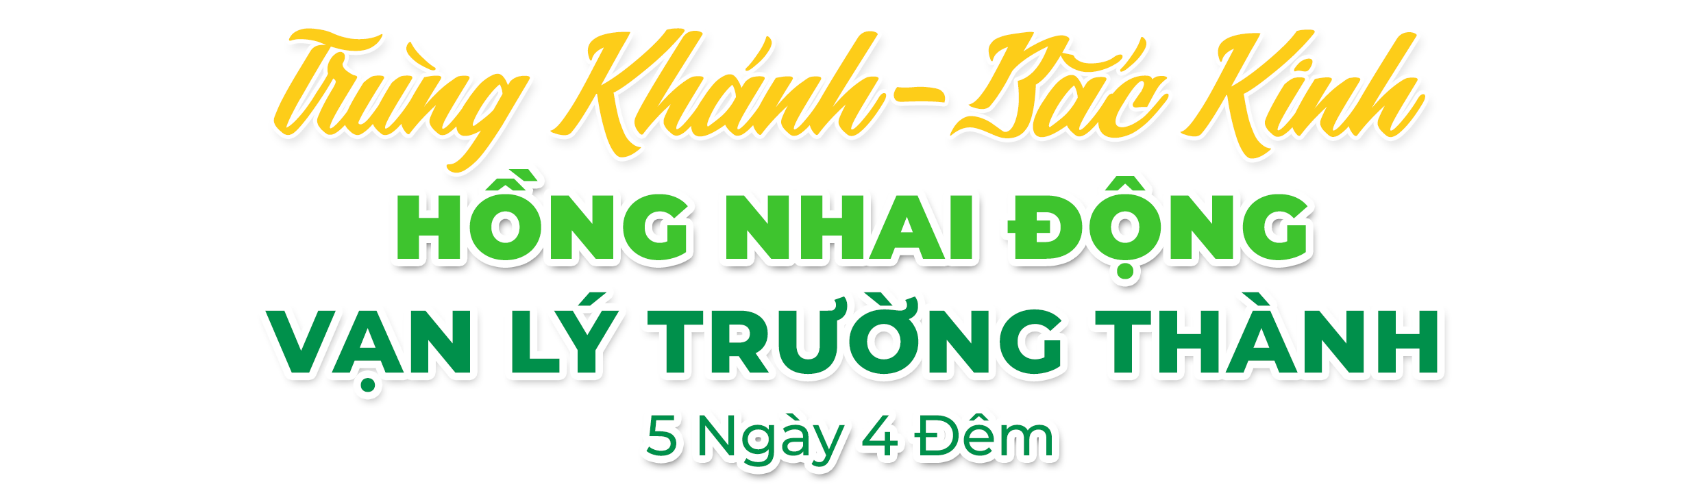 Trùng Khánh - Bắc Kinh
HỒNG NHAI ĐỘNG
VẠN LÝ TRƯỜNG THÀNH
5 Ngày 4 Đêm